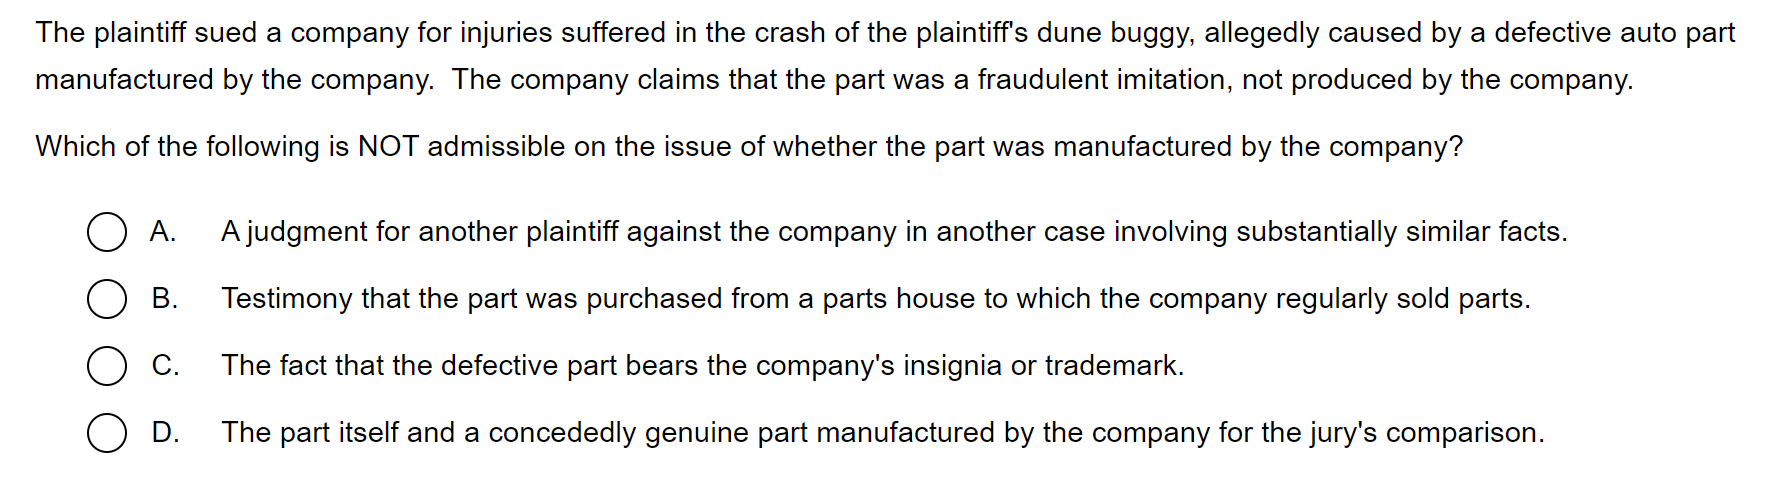 The plaintiff sued a company for injuries suffered in the crash of the plaintiff's dune buggy, allegedly caused by a defective auto part
manufactured by the company.  The company claims that the part was a fraudulent imitation, not produced by the company.
Which of the following is NOT admissible on the issue of whether the part was manufactured by the company?
A. A judgment for another plaintiff against the company in another case involving substantially similar facts.
B. Testimony that the part was purchased from a parts house to which the company regularly sold parts.
C. The fact that the defective part bears the company's insignia or trademark.
D. The part itself and a concededly genuine part manufactured by the company for the jury's comparison.